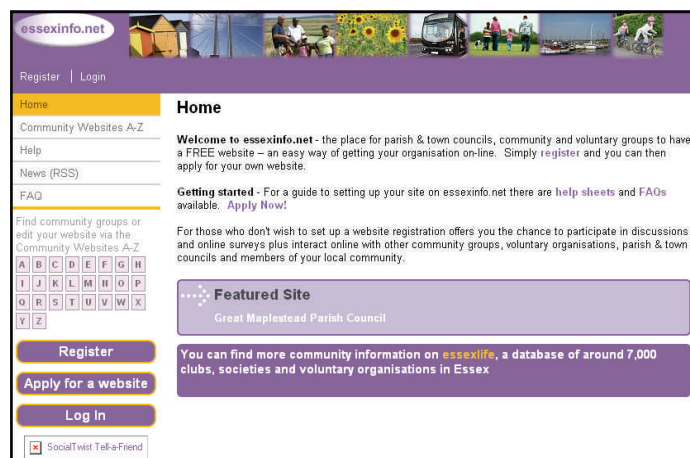 essexinfo.net
Register | Login
Home
Community Websites A-Z
Help
News (RSS)
FAQ
Find community groups or
edit your website via the
Community Websites A-Z
A B C D E F G H
I J K L M N O P
Q R S T U V W X
Y Z
Register
Apply for a website
Log In
SocialTwist Tell-a-Friend
Home
Welcome to essexinfo.net - the place for parish & town councils, community and voluntary groups to have
a FREE website – an easy way of getting your organisation on-line. Simply register and you can then
apply for your own website.
Getting started - For a guide to setting up your site on essexinfo.net there are help sheets and FAQs
available. Apply Now!
For those who don't wish to set up a website registration offers you the chance to participate in discussions
and online surveys plus interact online with other community groups, voluntary organisations, parish & town
councils and members of your local community.
Featured Site
Great Maplestead Parish Council
You can find more community information on essexlife, a database of around 7,000
clubs, societies and voluntary organisations in Essex